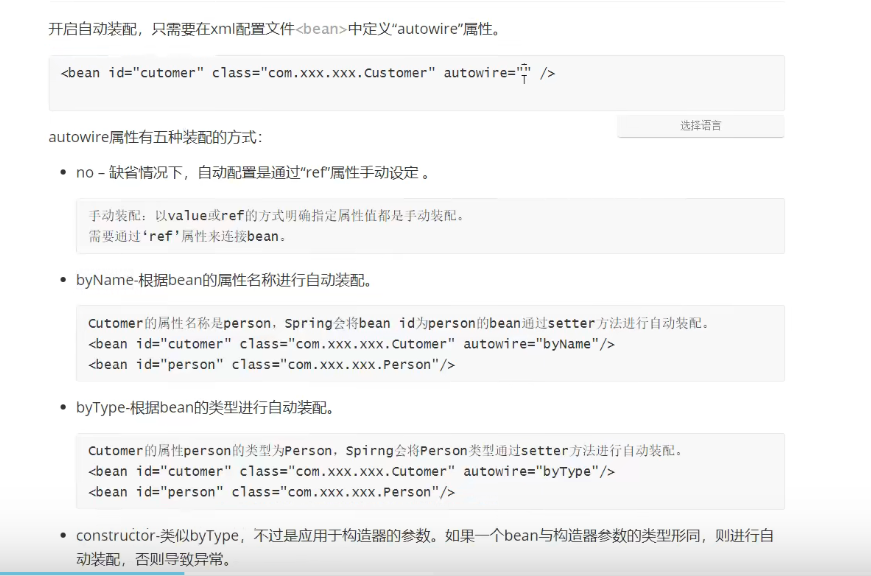 开启自动装配，只需要在xml配置文件<bean>中定义“autowire”属性。
<bean id="cutomer" class="com.xxx.xxx.Customer" autowire="" />
选择语言
autowire属性有五种装配的方式：
• no – 缺省情况下，自动配置是通过“ref”属性手动设定 。
手动装配：以value或ref的方式明确指定属性值都是手动装配。
需要通过‘ref’属性来连接bean。
• byName-根据bean的属性名称进行自动装配。
Cutomer的属性名称是person，Spring会将bean id为person的bean通过setter方法进行自动装配。
<bean id="cutomer" class="com.xxx.xxx.Cutomer" autowire="byName"/>
<bean id="person" class="com.xxx.xxx.Person"/>
• byType-根据bean的类型进行自动装配。
Cutomer的属性person的类型为Person，Spirng会将Person类型通过setter方法进行自动装配。
<bean id="cutomer" class="com.xxx.xxx.Cutomer" autowire="byType"/>
<bean id="person" class="com.xxx.xxx.Person"/>
• constructor-类似byType，不过是应用于构造器的参数。如果一个bean与构造器参数的类型形同，则进行自
动装配，否则导致异常。